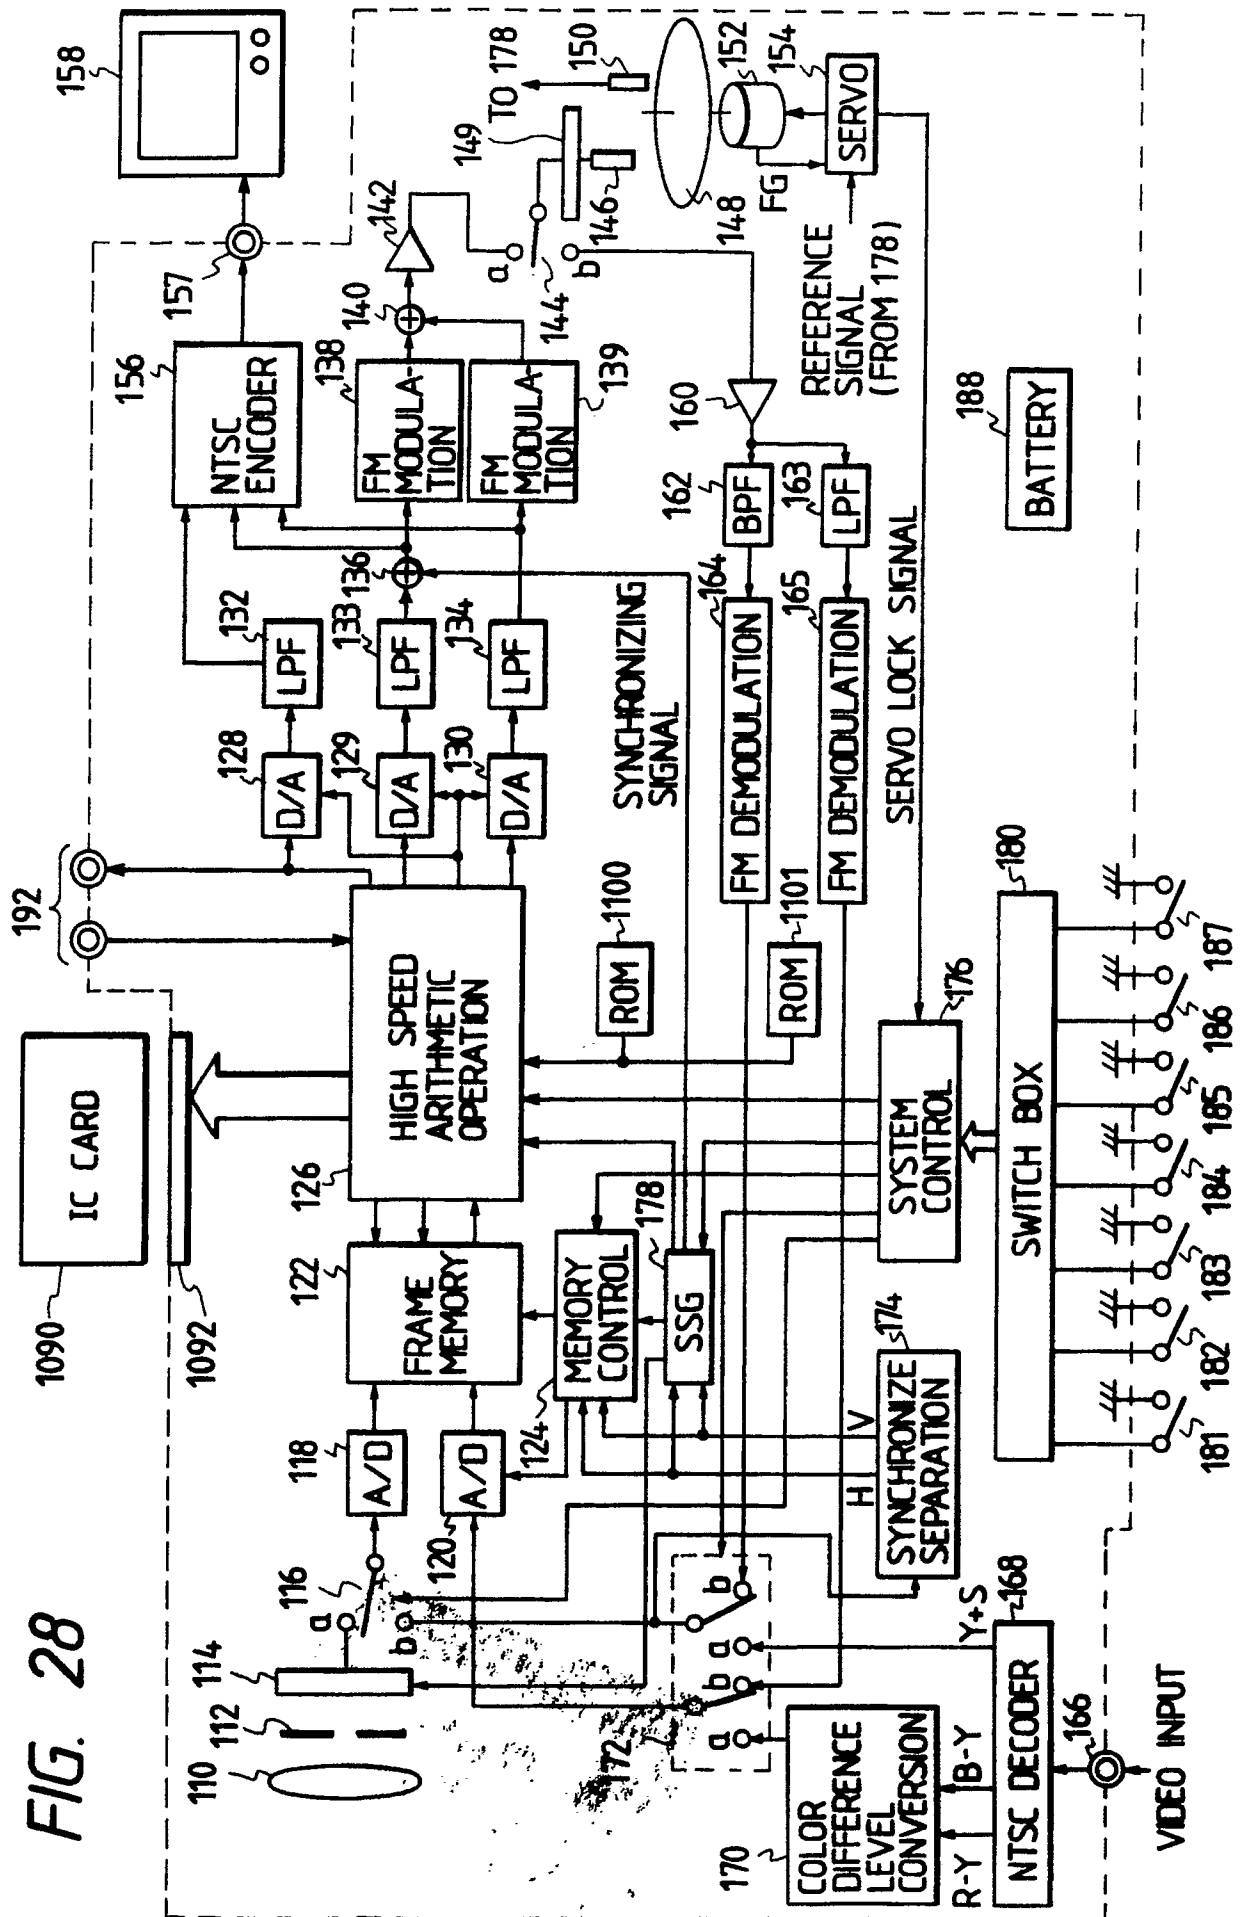 FIG. 28
110
112
114
a
116
b
118
A/D
120
A/D
122
FRAME
MEMORY
124
MEMORY
CONTROL
126
HIGH SPEED
ARITHMETIC
OPERATION
1090
IC CARD
1092
192
128
D/A
129
D/A
130
D/A
132
LPF
133
LPF
134
LPF
136
156
NTSC
ENCODER
157
158
138
FM
MODULA-
TION
FM
MODULA-
TION
139
140
142
a
144
b
146
149
TO 178
150
148
152
FG
154
SERVO
REFERENCE
SIGNAL
(FROM 178)
160
162
BPF
163
LPF
164
FM DEMODULATION
165
FM DEMODULATION
SYNCHRONIZING
SIGNAL
SERVO LOCK SIGNAL
188
BATTERY
ROM
1100
ROM
1101
178
SSG
176
SYSTEM
CONTROL
174
SYNCHRONIZE
SEPARATION
H
V
172
a
b
a
b
170
COLOR
DIFFERENCE
LEVEL
CONVERSION
R-Y
B-Y
Y+S
168
NTSC DECODER
166
VIDEO INPUT
180
SWITCH BOX
181
182
183
184
185
186
187